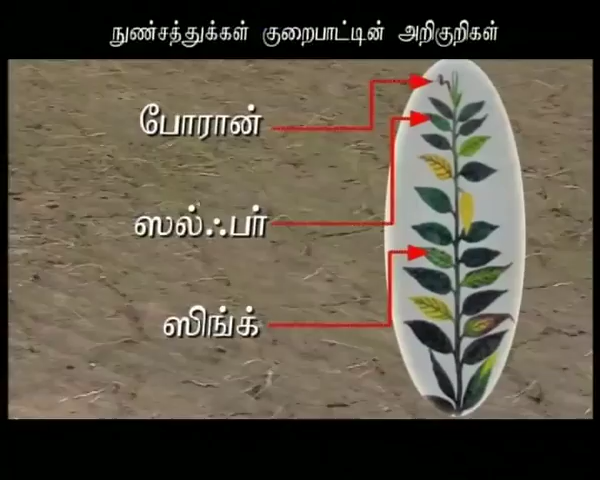 நுண்சத்துக்கள் குறைபாட்டின் அறிகுறிகள்
போரான்
ஸல்ஃபர்
ஸிங்க்